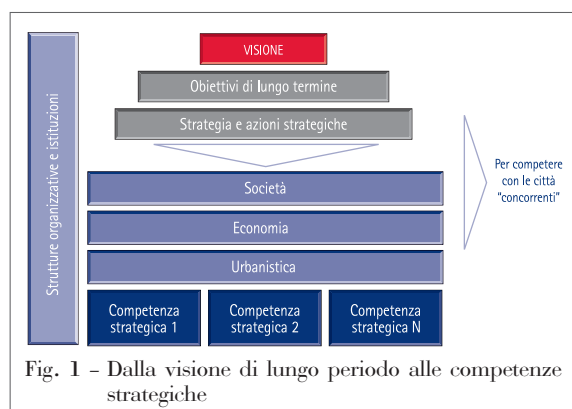 VISIONE
Obiettivi di lungo termine
Strategia e azioni strategiche
Strutture organizzative e istituzioni
Società
Economia
Urbanistica
Competenza
strategica 1
Competenza
strategica 2
Competenza
strategica N
Per competere
con le città
"concorrenti"
Fig. 1 – Dalla visione di lungo periodo alle competenze
strategiche